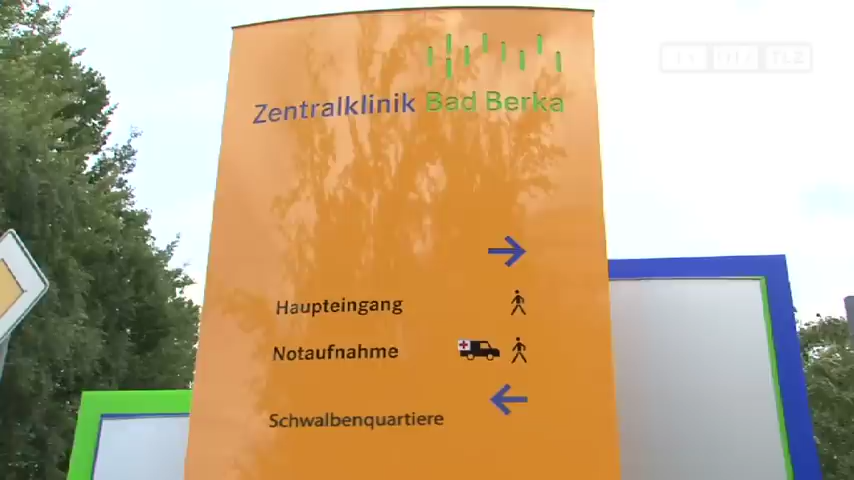 Zentralklinik Bad Berka
Haupteingang
Notaufnahme
Schwalbenquartiere